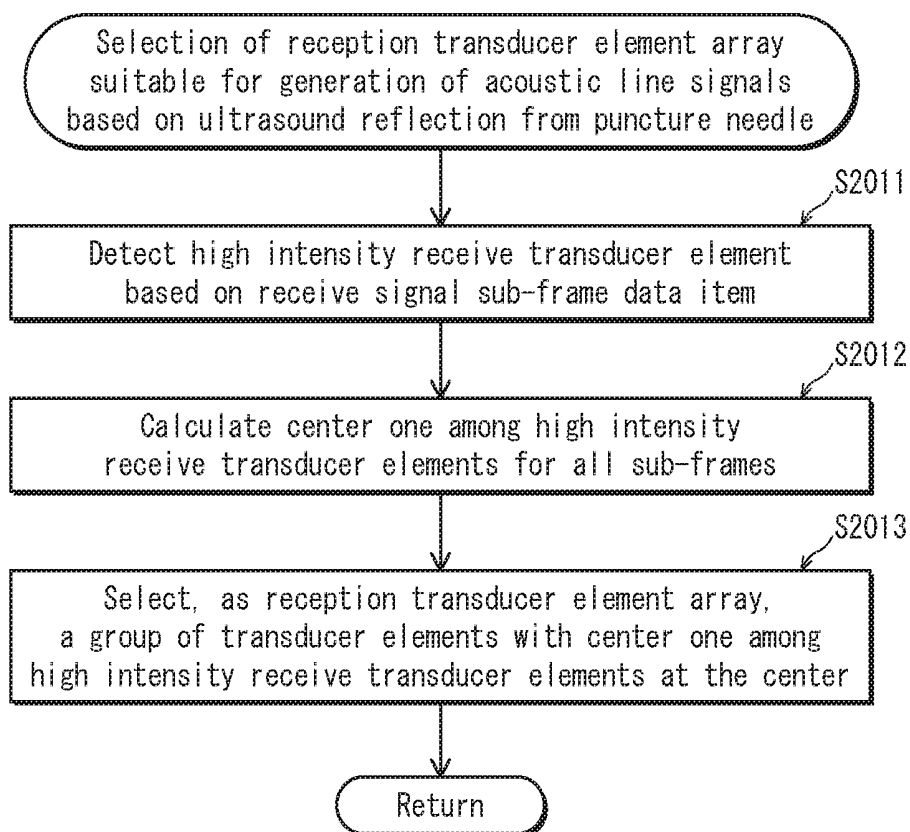 Selection of reception transducer element array
suitable for generation of acoustic line signals
based on ultrasound reflection from puncture needle
S2011
Detect high intensity receive transducer element
based on receive signal sub-frame data item
S2012
Calculate center one among high intensity
receive transducer elements for all sub-frames
S2013
Select, as reception transducer element array,
a group of transducer elements with center one among
high intensity receive transducer elements at the center
Return